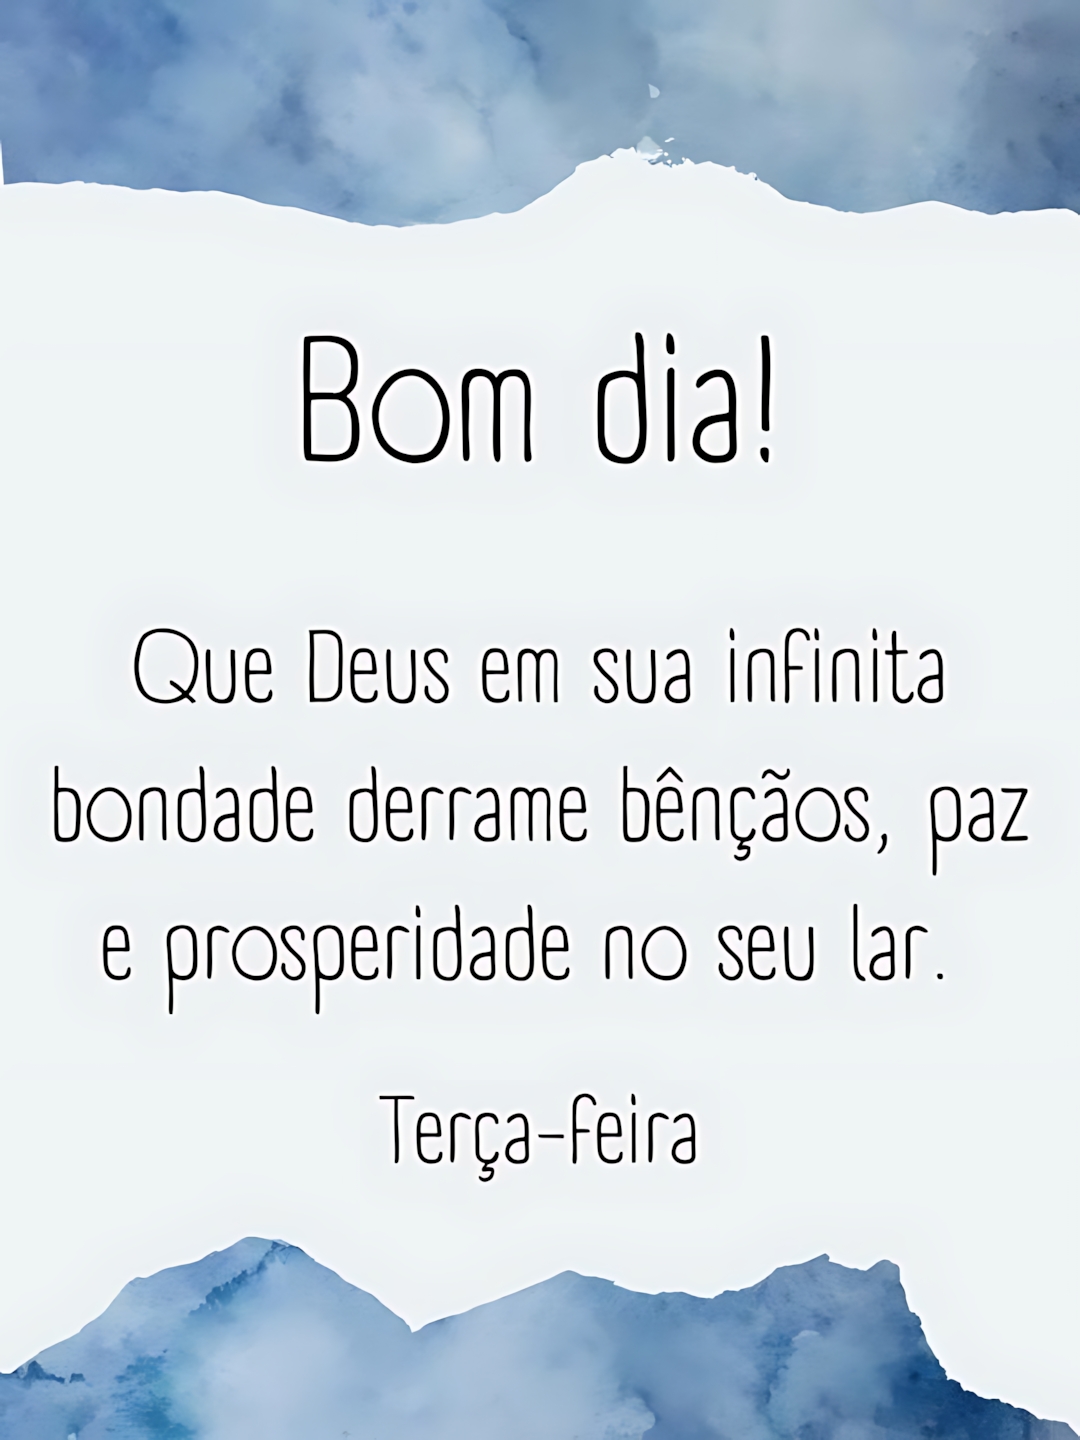 Bom dia!
Que Deus em sua infinita
bondade derrame bênçãos, paz
e prosperidade no seu lar.
Terça-feira